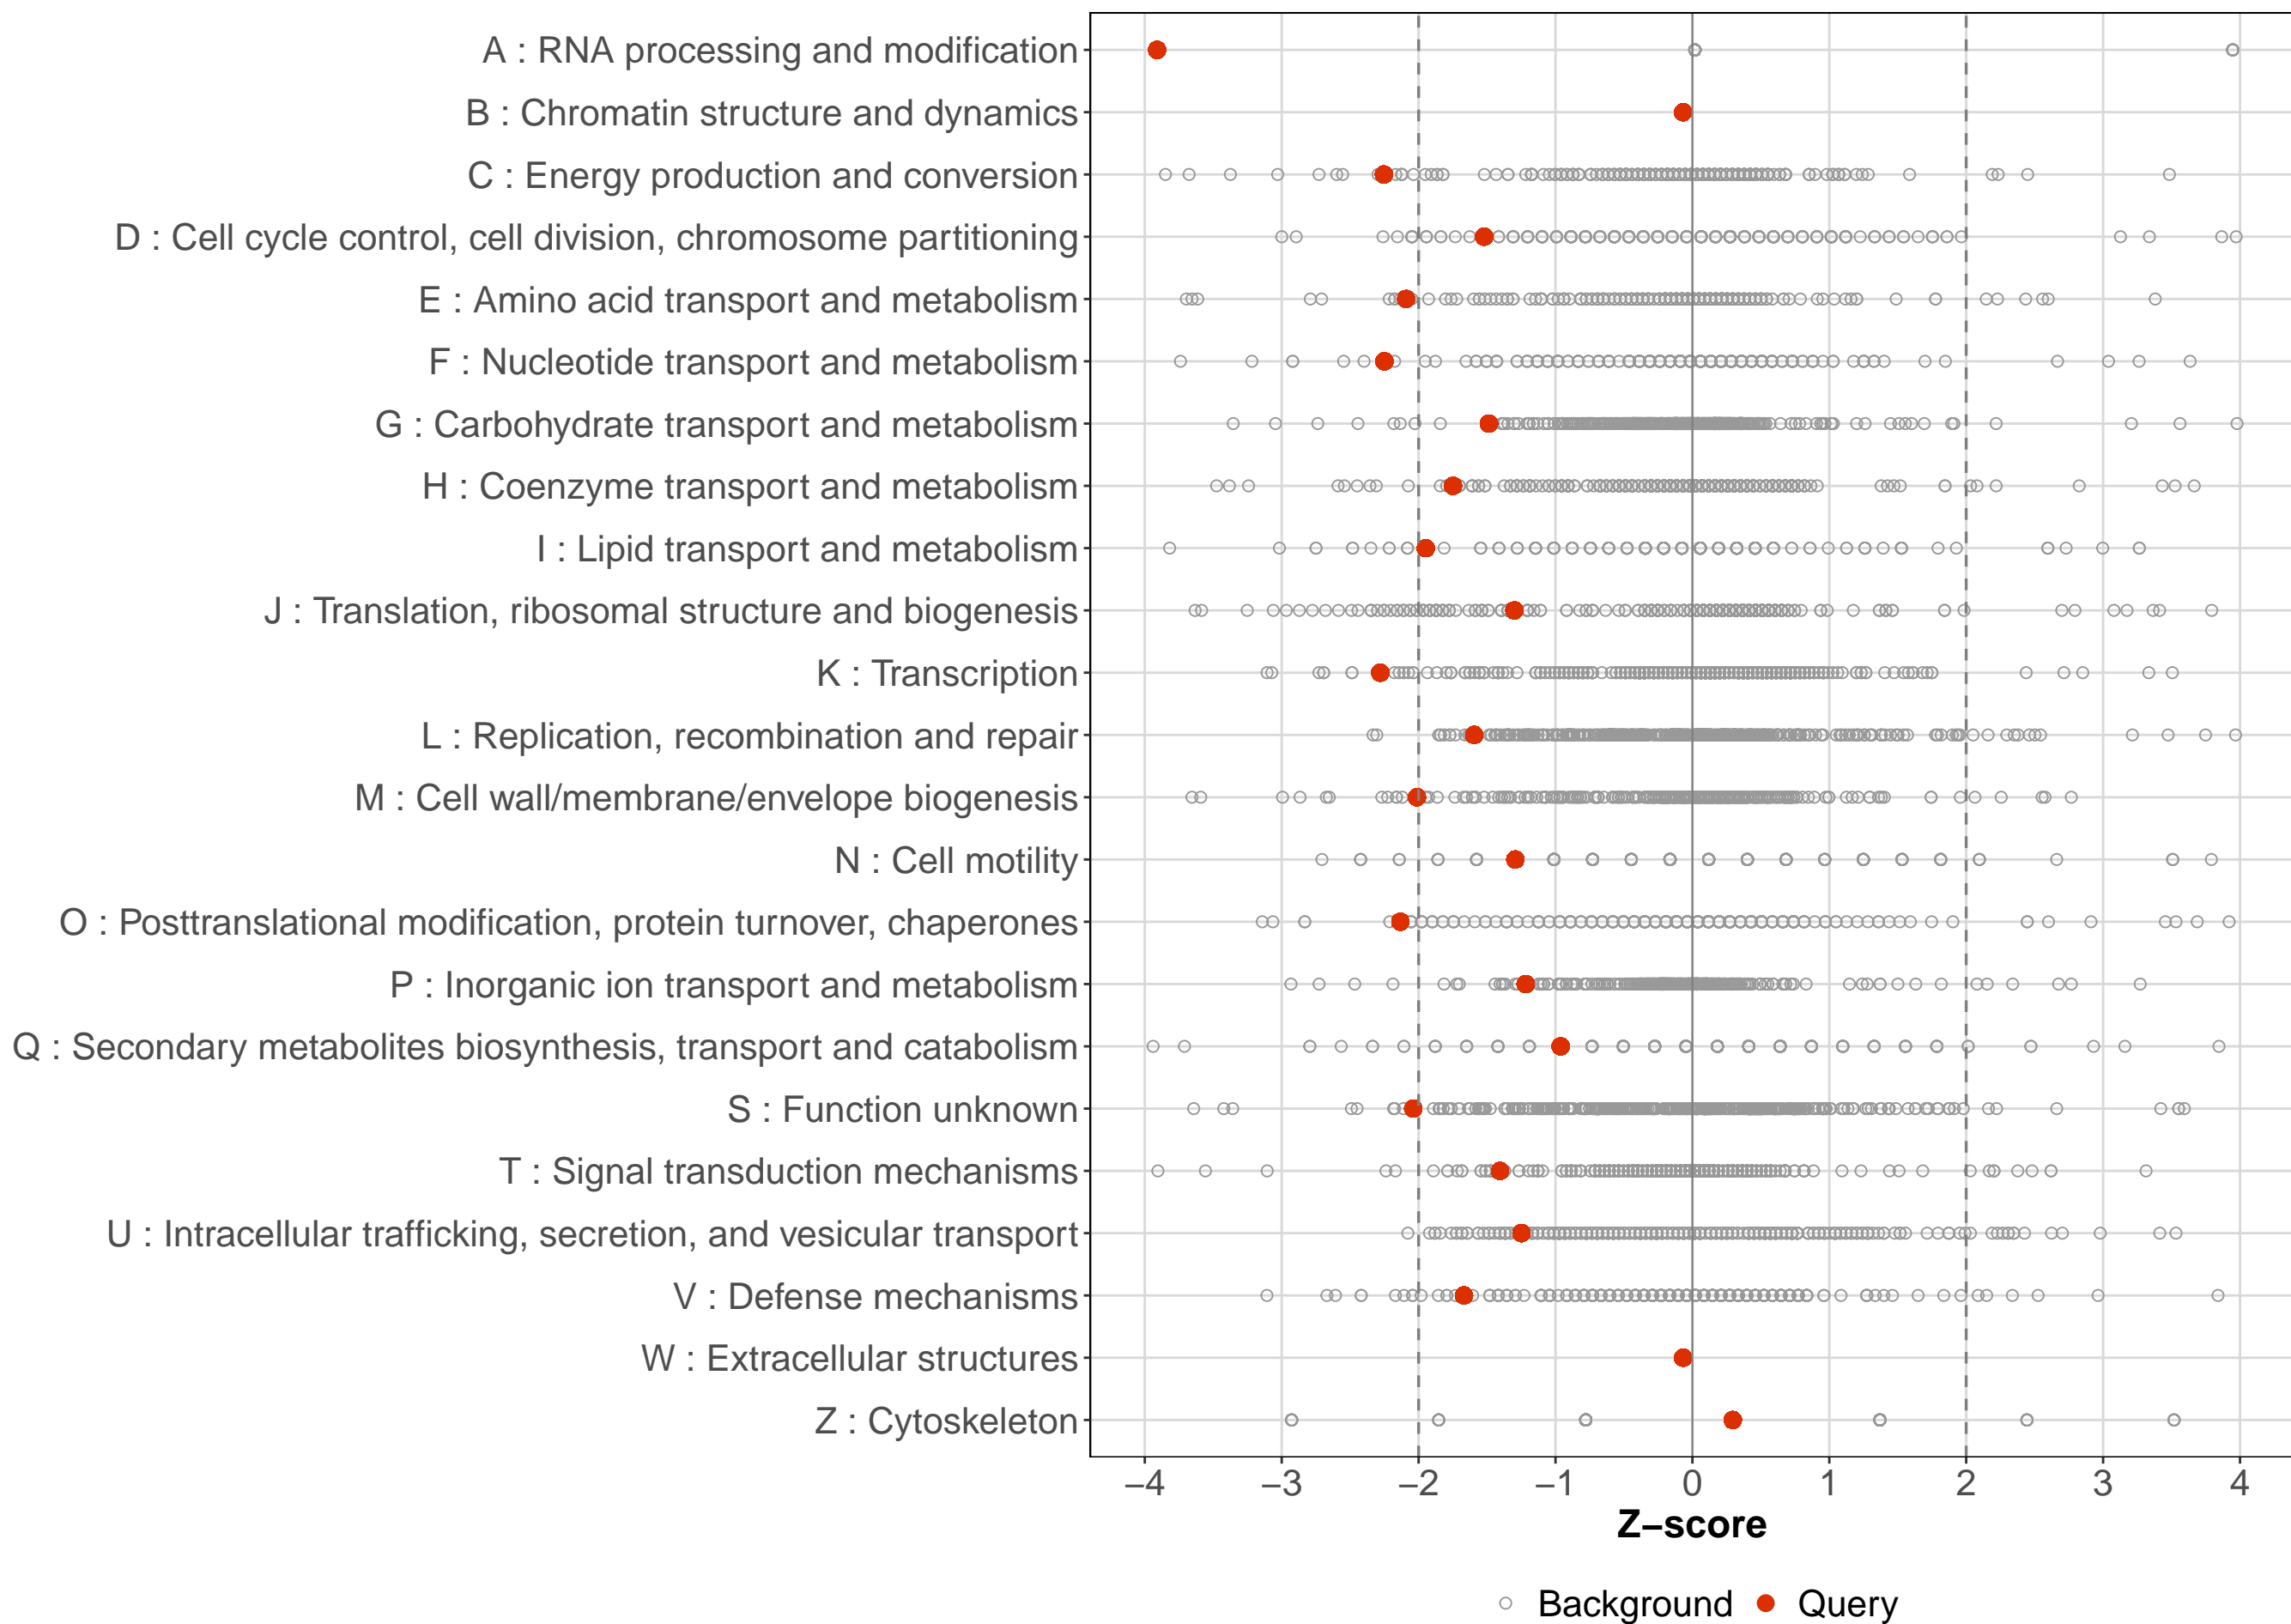 A : RNA processing and modification
B : Chromatin structure and dynamics
C : Energy production and conversion
D : Cell cycle control, cell division, chromosome partitioning
E : Amino acid transport and metabolism
F : Nucleotide transport and metabolism
G : Carbohydrate transport and metabolism
H : Coenzyme transport and metabolism
I : Lipid transport and metabolism
J : Translation, ribosomal structure and biogenesis
K : Transcription
L : Replication, recombination and repair
M : Cell wall/membrane/envelope biogenesis
N : Cell motility
O : Posttranslational modification, protein turnover, chaperones
P : Inorganic ion transport and metabolism
Q : Secondary metabolites biosynthesis, transport and catabolism
S : Function unknown
T : Signal transduction mechanisms
U : Intracellular trafficking, secretion, and vesicular transport
V : Defense mechanisms
W : Extracellular structures
Z : Cytoskeleton
−4 −3 −2 −1 0 1 2 3 4
Z−score
Background Query